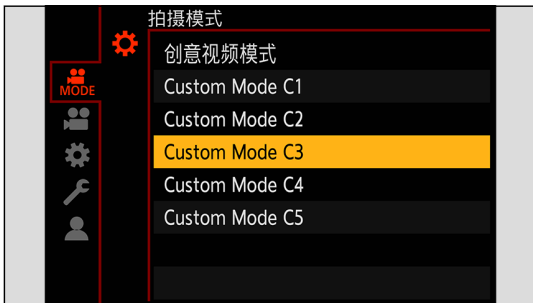 拍摄模式
创意视频模式
MODE
Custom Mode C1
Custom Mode C2
Custom Mode C3
Custom Mode C4
Custom Mode C5